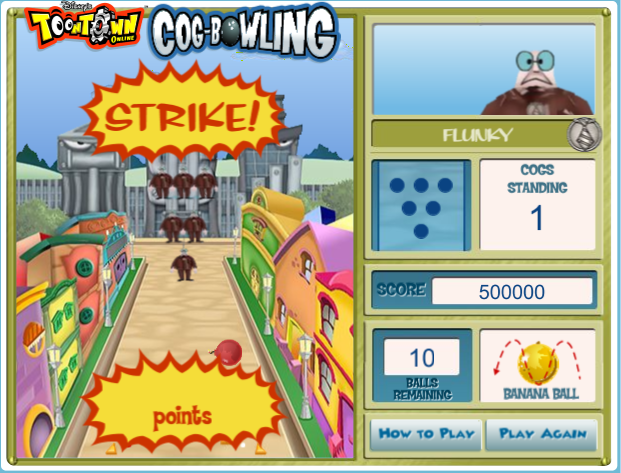 Disney's
TOONTOWN
ONLINE
COG-BOWLING
STRIKE!
FLUNKY
COGS
STANDING
1
SCORE
500000
10
BALLS
REMAINING
BANANA BALL
points
HOW TO PLAY
PLAY AGAIN